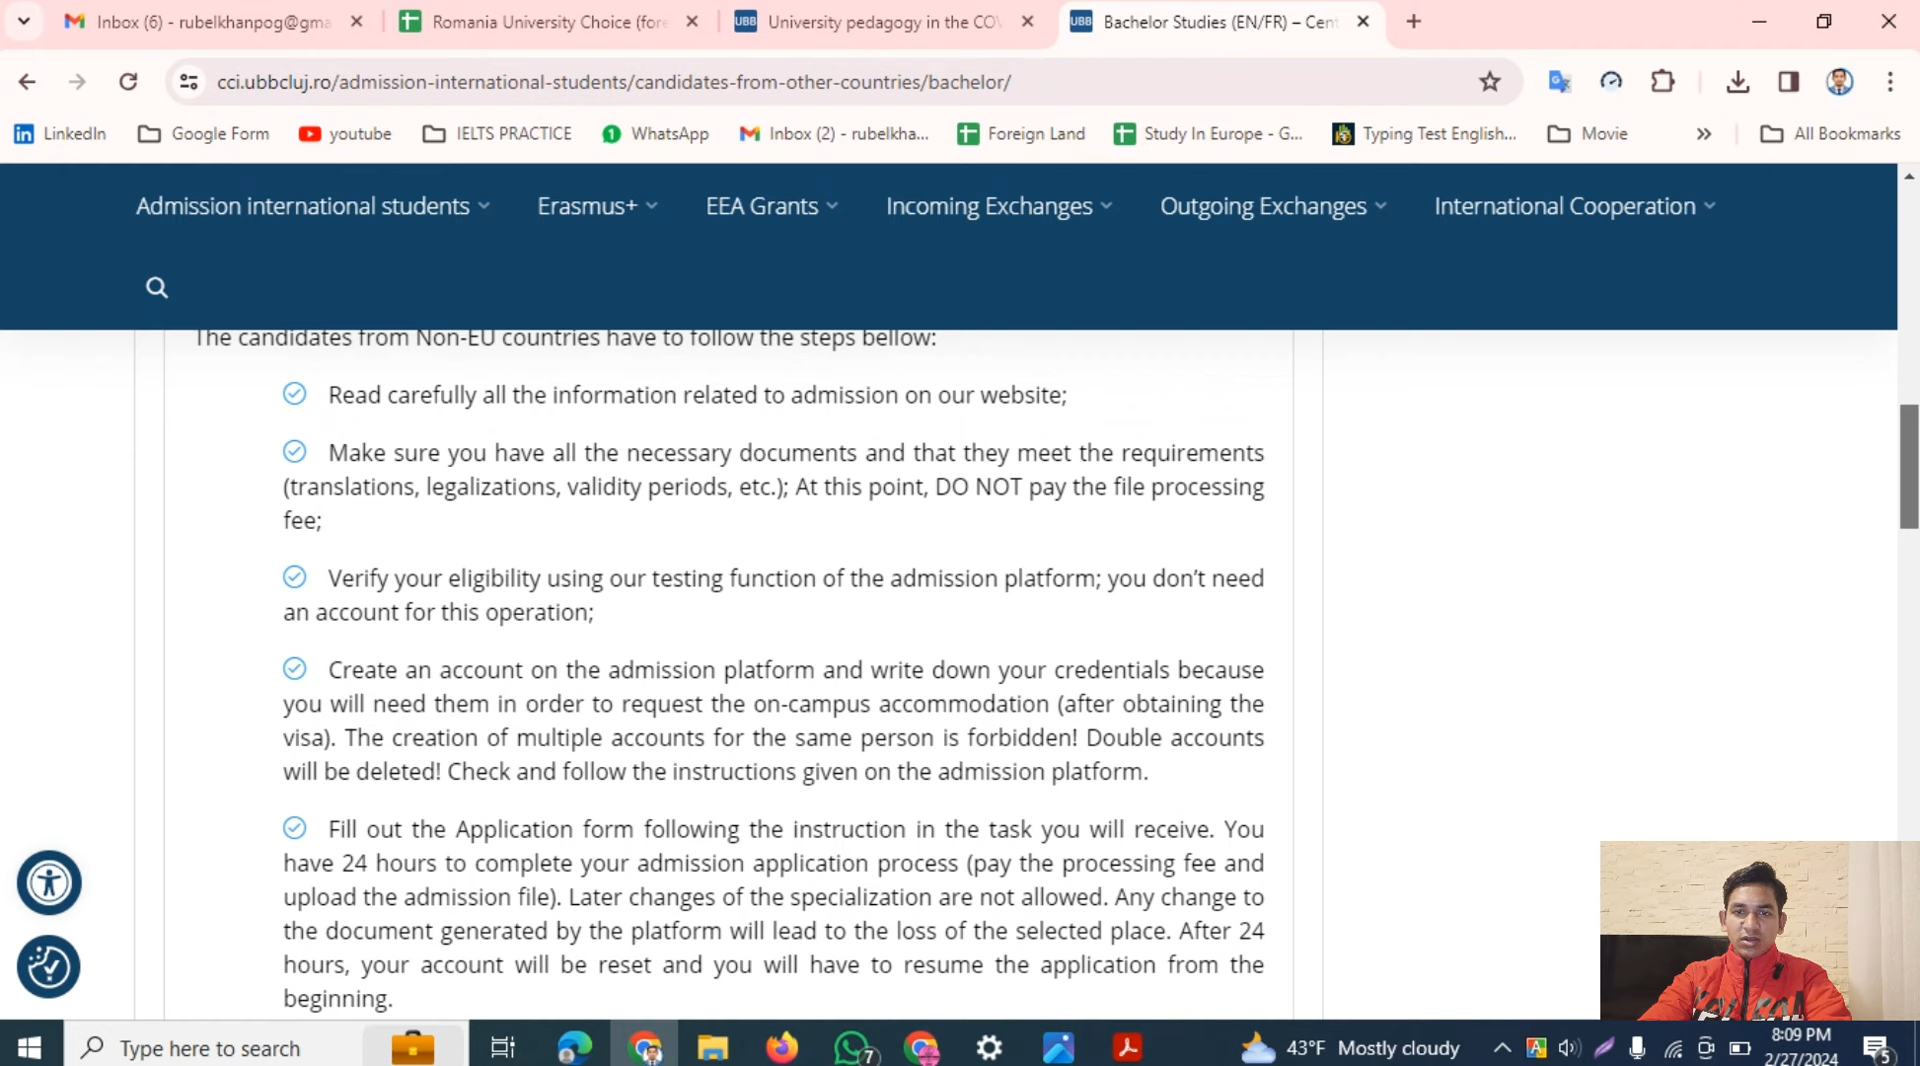 Inbox (6) - rubelkhanpog@gma
Romania University Choice (fore
UBB
University pedagogy in the CO
UBB
Bachelor Studies (EN/FR) – Cent
cci.ubbcluj.ro/admission-international-students/candidates-from-other-countries/bachelor/
LinkedIn
Google Form
youtube
IELTS PRACTICE
1
WhatsApp
Inbox (2) - rubelkha...
Foreign Land
Study In Europe - G...
Typing Test English...
Movie
All Bookmarks
Admission international students
Erasmus+
EEA Grants
Incoming Exchanges
Outgoing Exchanges
International Cooperation
The candidates from Non-EU countries have to follow the steps bellow:
Read carefully all the information related to admission on our website;
Make sure you have all the necessary documents and that they meet the requirements
(translations, legalizations, validity periods, etc.); At this point, DO NOT pay the file processing
fee;
Verify your eligibility using our testing function of the admission platform; you don't need
an account for this operation;
Create an account on the admission platform and write down your credentials because
you will need them in order to request the on-campus accommodation (after obtaining the
visa). The creation of multiple accounts for the same person is forbidden! Double accounts
will be deleted! Check and follow the instructions given on the admission platform.
Fill out the Application form following the instruction in the task you will receive. You
have 24 hours to complete your admission application process (pay the processing fee and
upload the admission file). Later changes of the specialization are not allowed. Any change to
the document generated by the platform will lead to the loss of the selected place. After 24
hours, your account will be reset and you will have to resume the application from the
beginning.
Type here to search
7
43°F Mostly cloudy
A
8:09 PM
2/27/2024
5